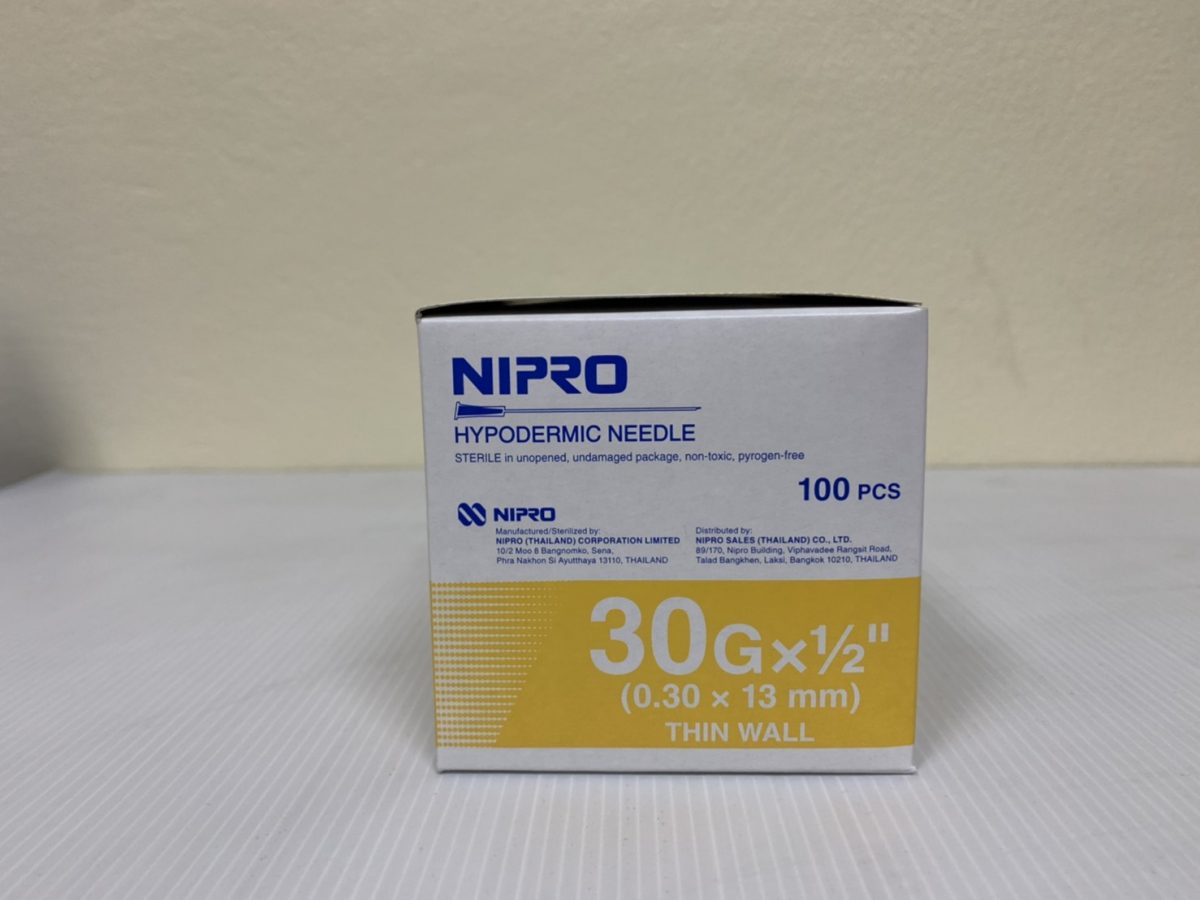 NIPRO
HYPODERMIC NEEDLE
STERILE in unopened, undamaged package, non-toxic, pyrogen-free
100 PCS
NIPRO
Manufactured/Sterilized by:
NIPRO (THAILAND) CORPORATION LIMITED
10/2 Moo 8 Bangnomko, Sena,
Phra Nakhon Si Ayutthaya 13110, THAILAND
Distributed by:
NIPRO SALES (THAILAND) CO., LTD.
89/170, Nipro Building, Viphavadee Rangsit Road,
Talad Bangkhen, Laksi, Bangkok 10210, THAILAND
30G×½"
(0.30 × 13 mm)
THIN WALL